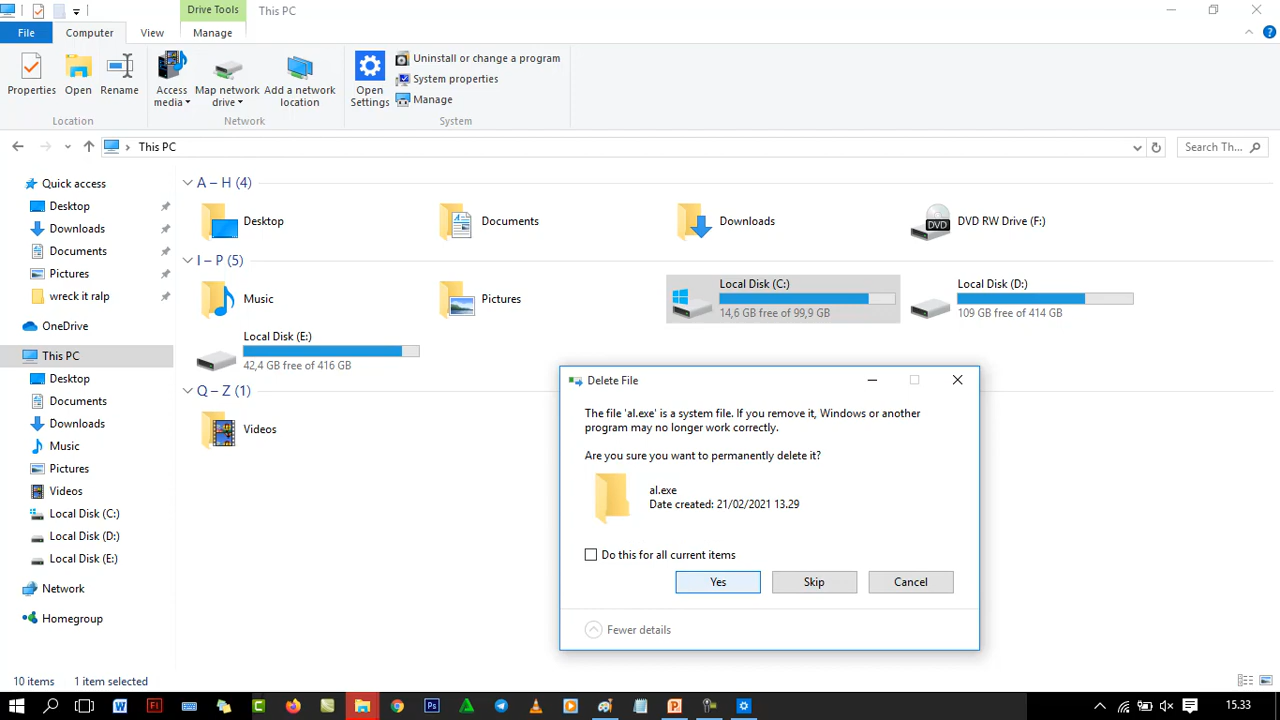 Drive Tools
This PC
File
Computer
View
Manage
Properties
Open
Rename
Access media
Map network drive
Add a network location
Open Settings
Uninstall or change a program
System properties
Manage
Location
Network
System
This PC
Search Th...
Quick access
Desktop
Downloads
Documents
Pictures
wreck it ralp
OneDrive
This PC
Desktop
Documents
Downloads
Music
Pictures
Videos
Local Disk (C:)
Local Disk (D:)
Local Disk (E:)
Network
Homegroup
A – H (4)
Desktop
Documents
Downloads
DVD RW Drive (F:)
I – P (5)
Music
Pictures
Local Disk (C:)
14,6 GB free of 99,9 GB
Local Disk (D:)
109 GB free of 414 GB
Local Disk (E:)
42,4 GB free of 416 GB
Q – Z (1)
Videos
Delete File
The file 'al.exe' is a system file. If you remove it, Windows or another
program may no longer work correctly.
Are you sure you want to permanently delete it?
al.exe
Date created: 21/02/2021 13.29
Do this for all current items
Yes
Skip
Cancel
Fewer details
10 items
1 item selected
15.33